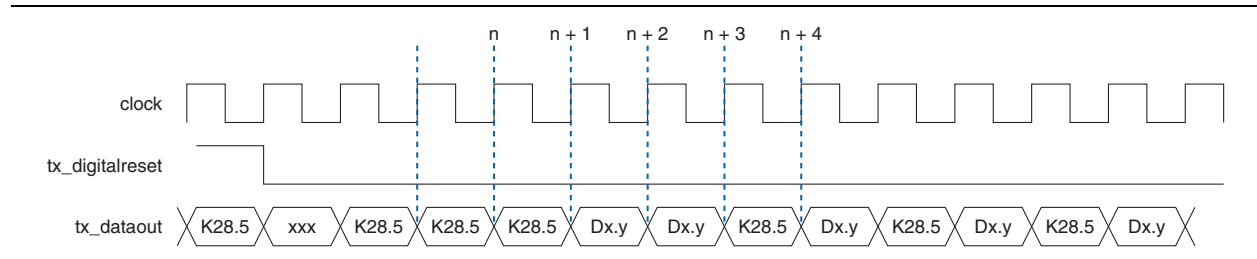 n n + 1 n + 2 n + 3 n + 4
clock
tx_digitalreset
tx_dataout K28.5 xxx K28.5 K28.5 K28.5 Dx.y Dx.y K28.5 Dx.y K28.5 Dx.y K28.5 Dx.y